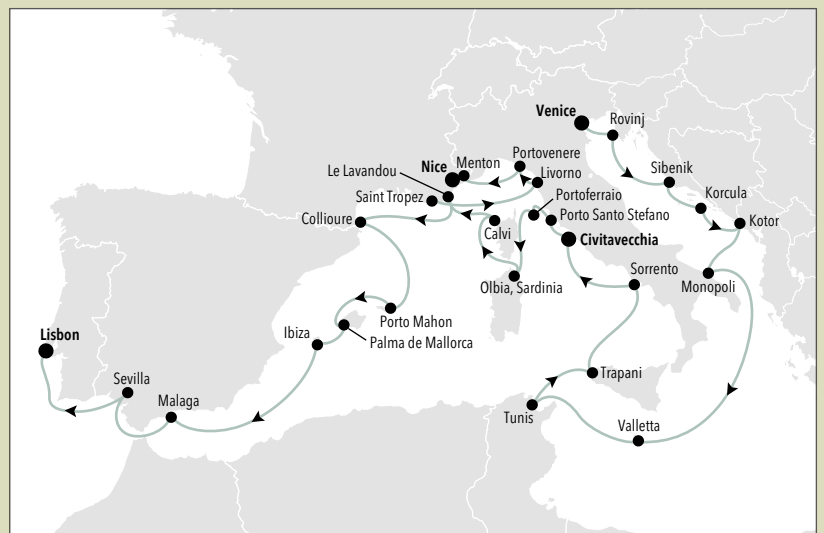 Venice
Rovinj
Portovenere
Nice
Menton
Le Lavandou
Livorno
Sibenik
Saint Tropez
Portoferraio
Korcula
Collioure
Porto Santo Stefano
Kotor
Calvi
Civitavecchia
Sorrento
Olbia, Sardinia
Monopoli
Porto Mahon
Ibiza
Palma de Mallorca
Lisbon
Sevilla
Malaga
Trapani
Tunis
Valletta